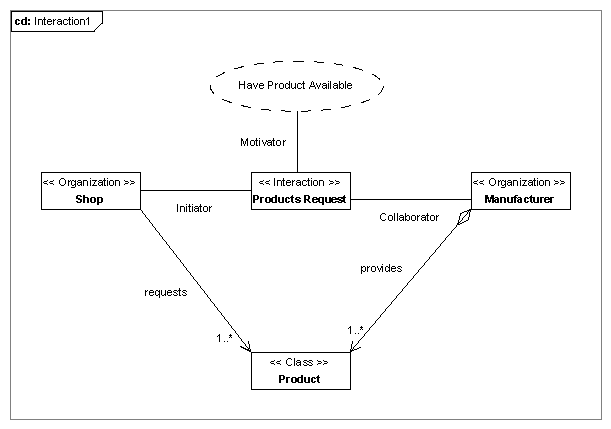 cd: Interaction1
Have Product Available
Motivator
<< Organization >>
Shop
Initiator
<< Interaction >>
Products Request
Collaborator
<< Organization >>
Manufacturer
requests
provides
1..*
1..*
<< Class >>
Product